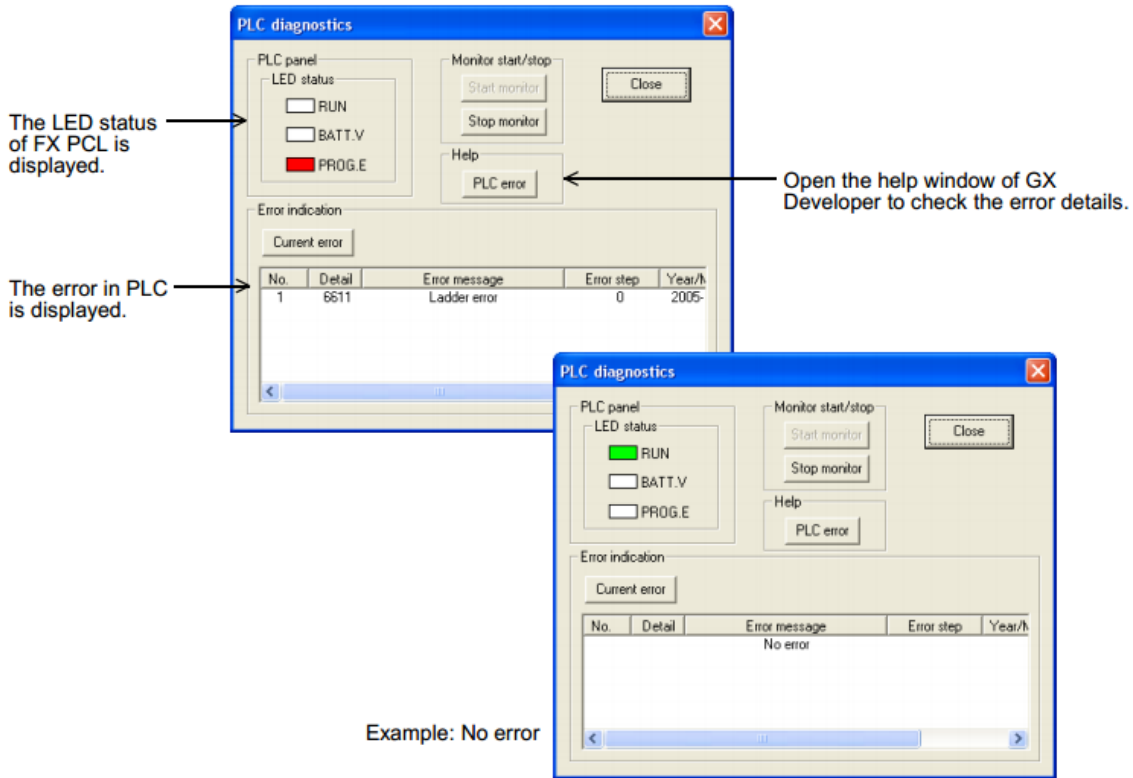 PLC diagnostics
PLC panel
LED status
RUN
BATT.V
PROG.E
Monitor start/stop
Start monitor
Stop monitor
Close
Help
PLC error
Error indication
Current error
No. Detail Error message Error step Year/M
1 6611 Ladder error 0 2005-
The LED status
of FX PCL is
displayed.
Open the help window of GX
Developer to check the error details.
The error in PLC
is displayed.
PLC diagnostics
PLC panel
LED status
RUN
BATT.V
PROG.E
Monitor start/stop
Start monitor
Stop monitor
Close
Help
PLC error
Error indication
Current error
No. Detail Error message Error step Year/M
No error
Example: No error